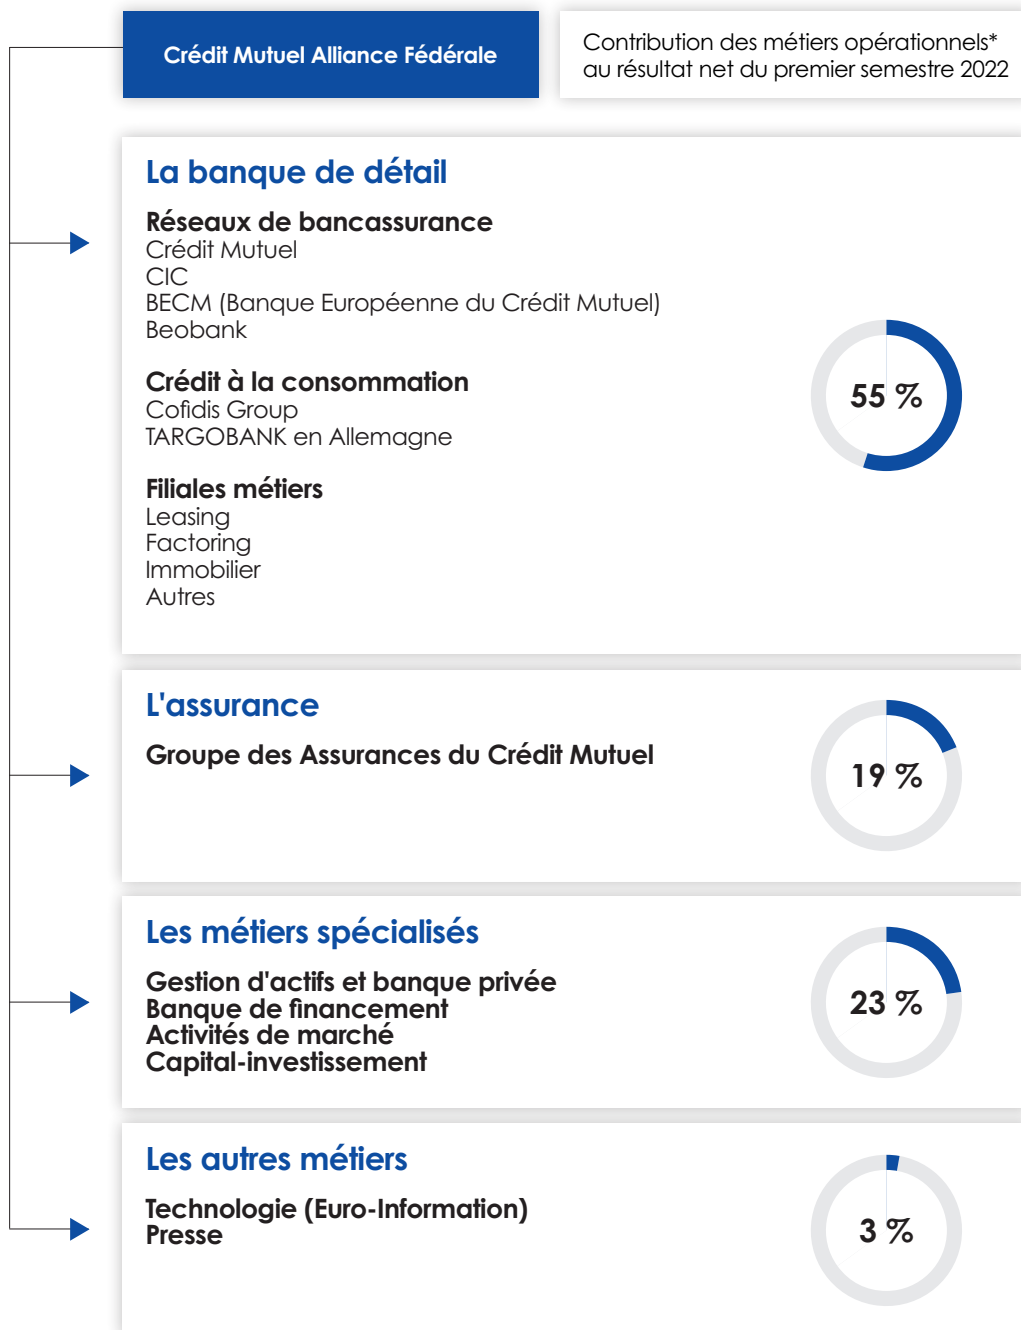 Crédit Mutuel Alliance Fédérale
Contribution des métiers opérationnels*
au résultat net du premier semestre 2022
La banque de détail
Réseaux de bancassurance
Crédit Mutuel
CIC
BECM (Banque Européenne du Crédit Mutuel)
Beobank
Crédit à la consommation
Cofidis Group
TARGOBANK en Allemagne
Filiales métiers
Leasing
Factoring
Immobilier
Autres
55 %
L'assurance
Groupe des Assurances du Crédit Mutuel
19 %
Les métiers spécialisés
Gestion d'actifs et banque privée
Banque de financement
Activités de marché
Capital-investissement
23 %
Les autres métiers
Technologie (Euro-Information)
Presse
3 %